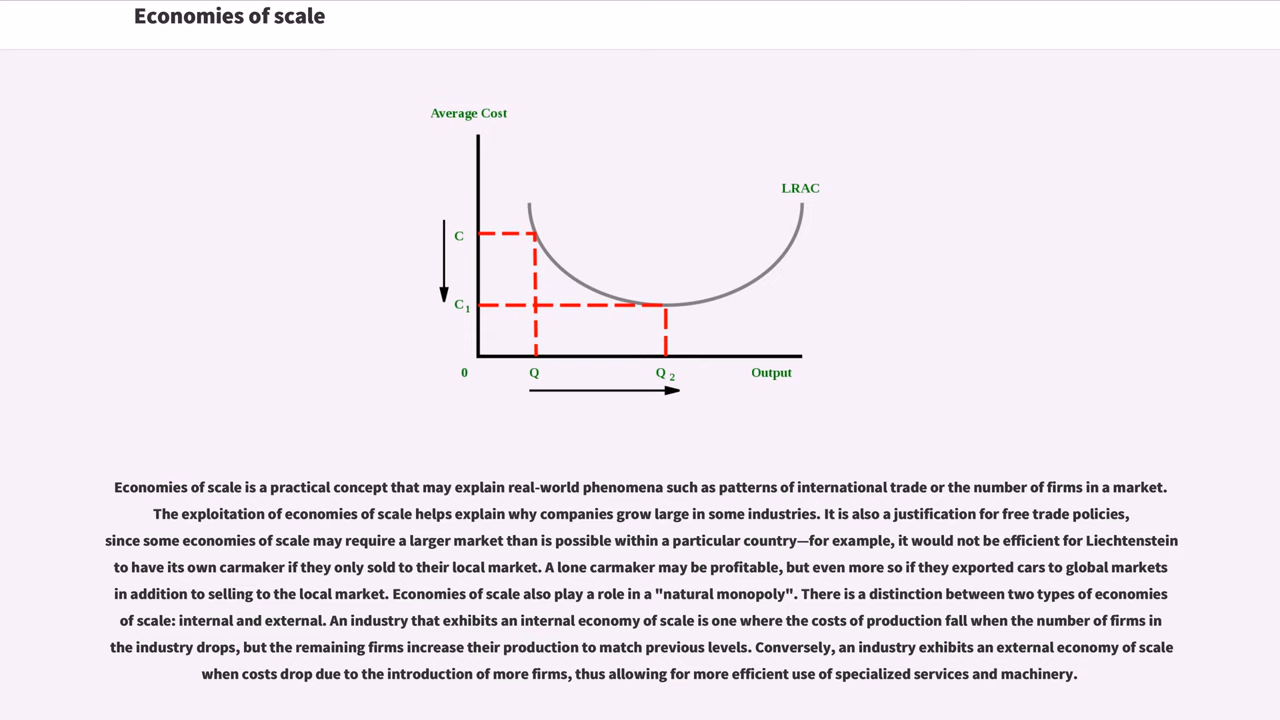 Economies of scale
Average Cost
LRAC
C
C1
0
Q
Q 2
Output
Economies of scale is a practical concept that may explain real-world phenomena such as patterns of international trade or the number of firms in a market.
The exploitation of economies of scale helps explain why companies grow large in some industries. It is also a justification for free trade policies,
since some economies of scale may require a larger market than is possible within a particular country—for example, it would not be efficient for Liechtenstein
to have its own carmaker if they only sold to their local market. A lone carmaker may be profitable, but even more so if they exported cars to global markets
in addition to selling to the local market. Economies of scale also play a role in a "natural monopoly". There is a distinction between two types of economies
of scale: internal and external. An industry that exhibits an internal economy of scale is one where the costs of production fall when the number of firms in
the industry drops, but the remaining firms increase their production to match previous levels. Conversely, an industry exhibits an external economy of scale
when costs drop due to the introduction of more firms, thus allowing for more efficient use of specialized services and machinery.